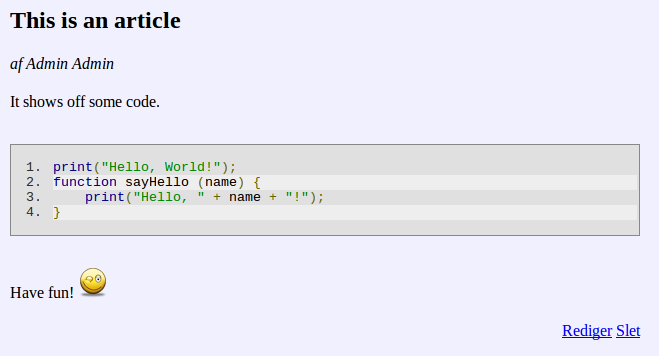 This is an article
af Admin Admin
It shows off some code.
1. print("Hello, World!");
2. function sayHello (name) {
3.     print("Hello, " + name + "!");
4. }
Have fun!
Rediger Slet